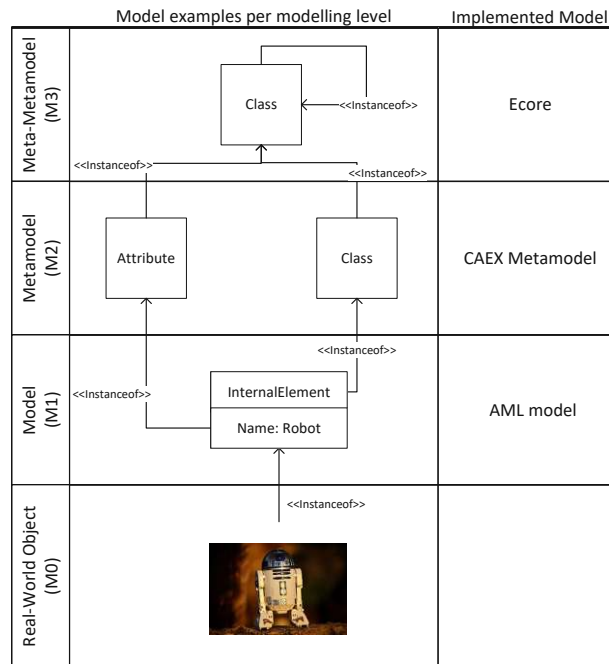 Model examples per modelling level
Implemented Model
Meta-Metamodel
(M3)
Class
<<Instanceof>>
Ecore
<<Instanceof>>
<<Instanceof>>
Metamodel
(M2)
Attribute
Class
CAEX Metamodel
<<Instanceof>>
Model
(M1)
<<Instanceof>>
InternalElement
Name: Robot
AML model
<<Instanceof>>
Real-World Object
(M0)